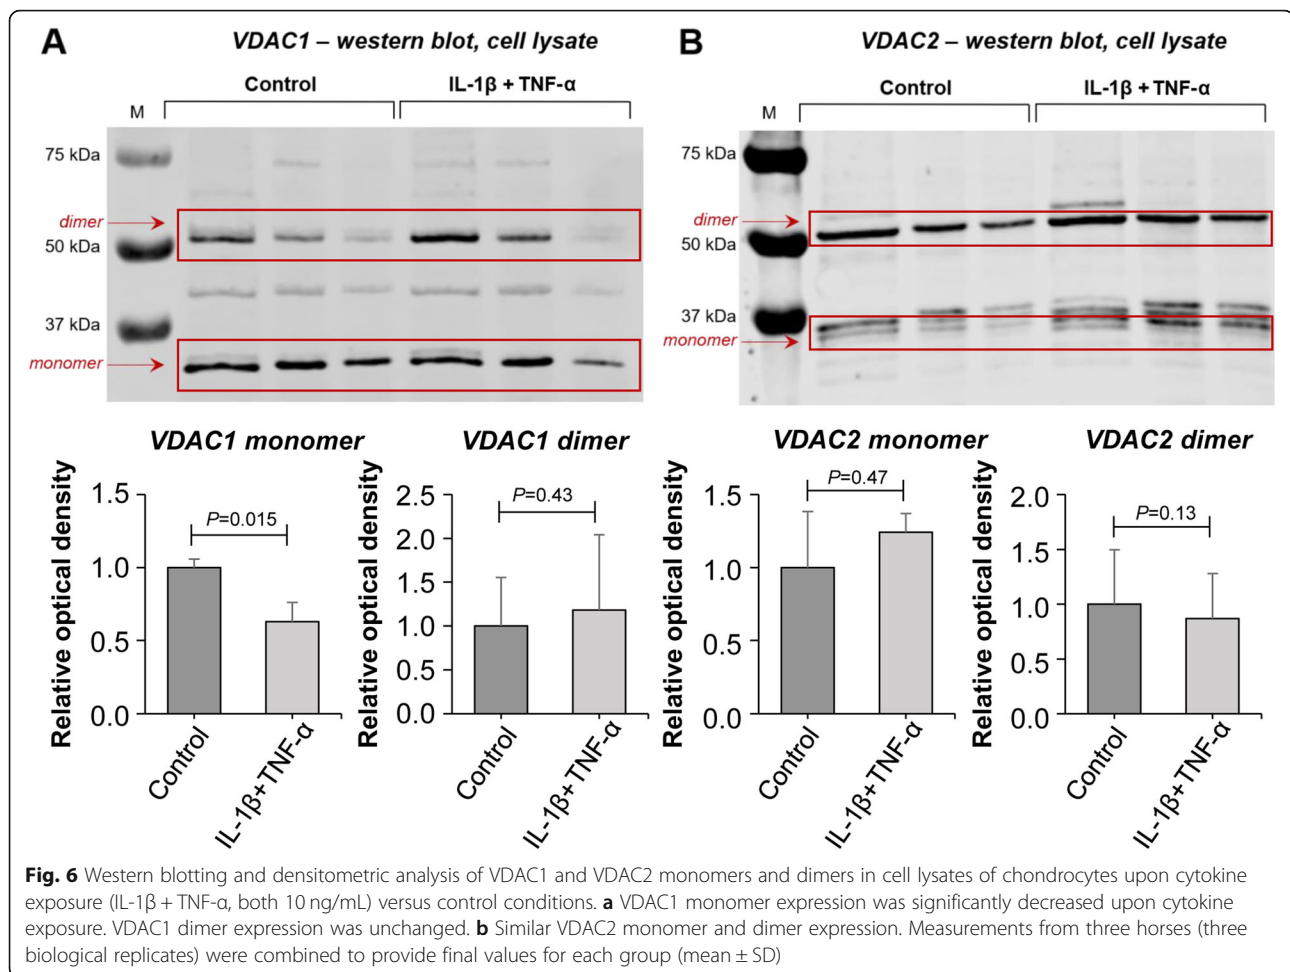 A
VDAC1 – western blot, cell lysate
Control
IL-1β + TNF-α
M
75 kDa
dimer
50 kDa
37 kDa
monomer
B
VDAC2 – western blot, cell lysate
Control
IL-1β + TNF-α
M
75 kDa
dimer
50 kDa
37 kDa
monomer
VDAC1 monomer
Relative optical density
1.5
1.0
0.5
0.0
P=0.015
Control
IL-1β+TNF-α
VDAC1 dimer
Relative optical density
2.5
2.0
1.5
1.0
0.5
0.0
P=0.43
Control
IL-1β+TNF-α
VDAC2 monomer
Relative optical density
1.5
1.0
0.5
0.0
P=0.47
Control
IL-1β+TNF-α
VDAC2 dimer
Relative optical density
2.0
1.5
1.0
0.5
0.0
P=0.13
Control
IL-1β+TNF-α
Fig. 6 Western blotting and densitometric analysis of VDAC1 and VDAC2 monomers and dimers in cell lysates of chondrocytes upon cytokine
exposure (IL-1β + TNF-α, both 10 ng/mL) versus control conditions. a VDAC1 monomer expression was significantly decreased upon cytokine
exposure. VDAC1 dimer expression was unchanged. b Similar VDAC2 monomer and dimer expression. Measurements from three horses (three
biological replicates) were combined to provide final values for each group (mean ± SD)